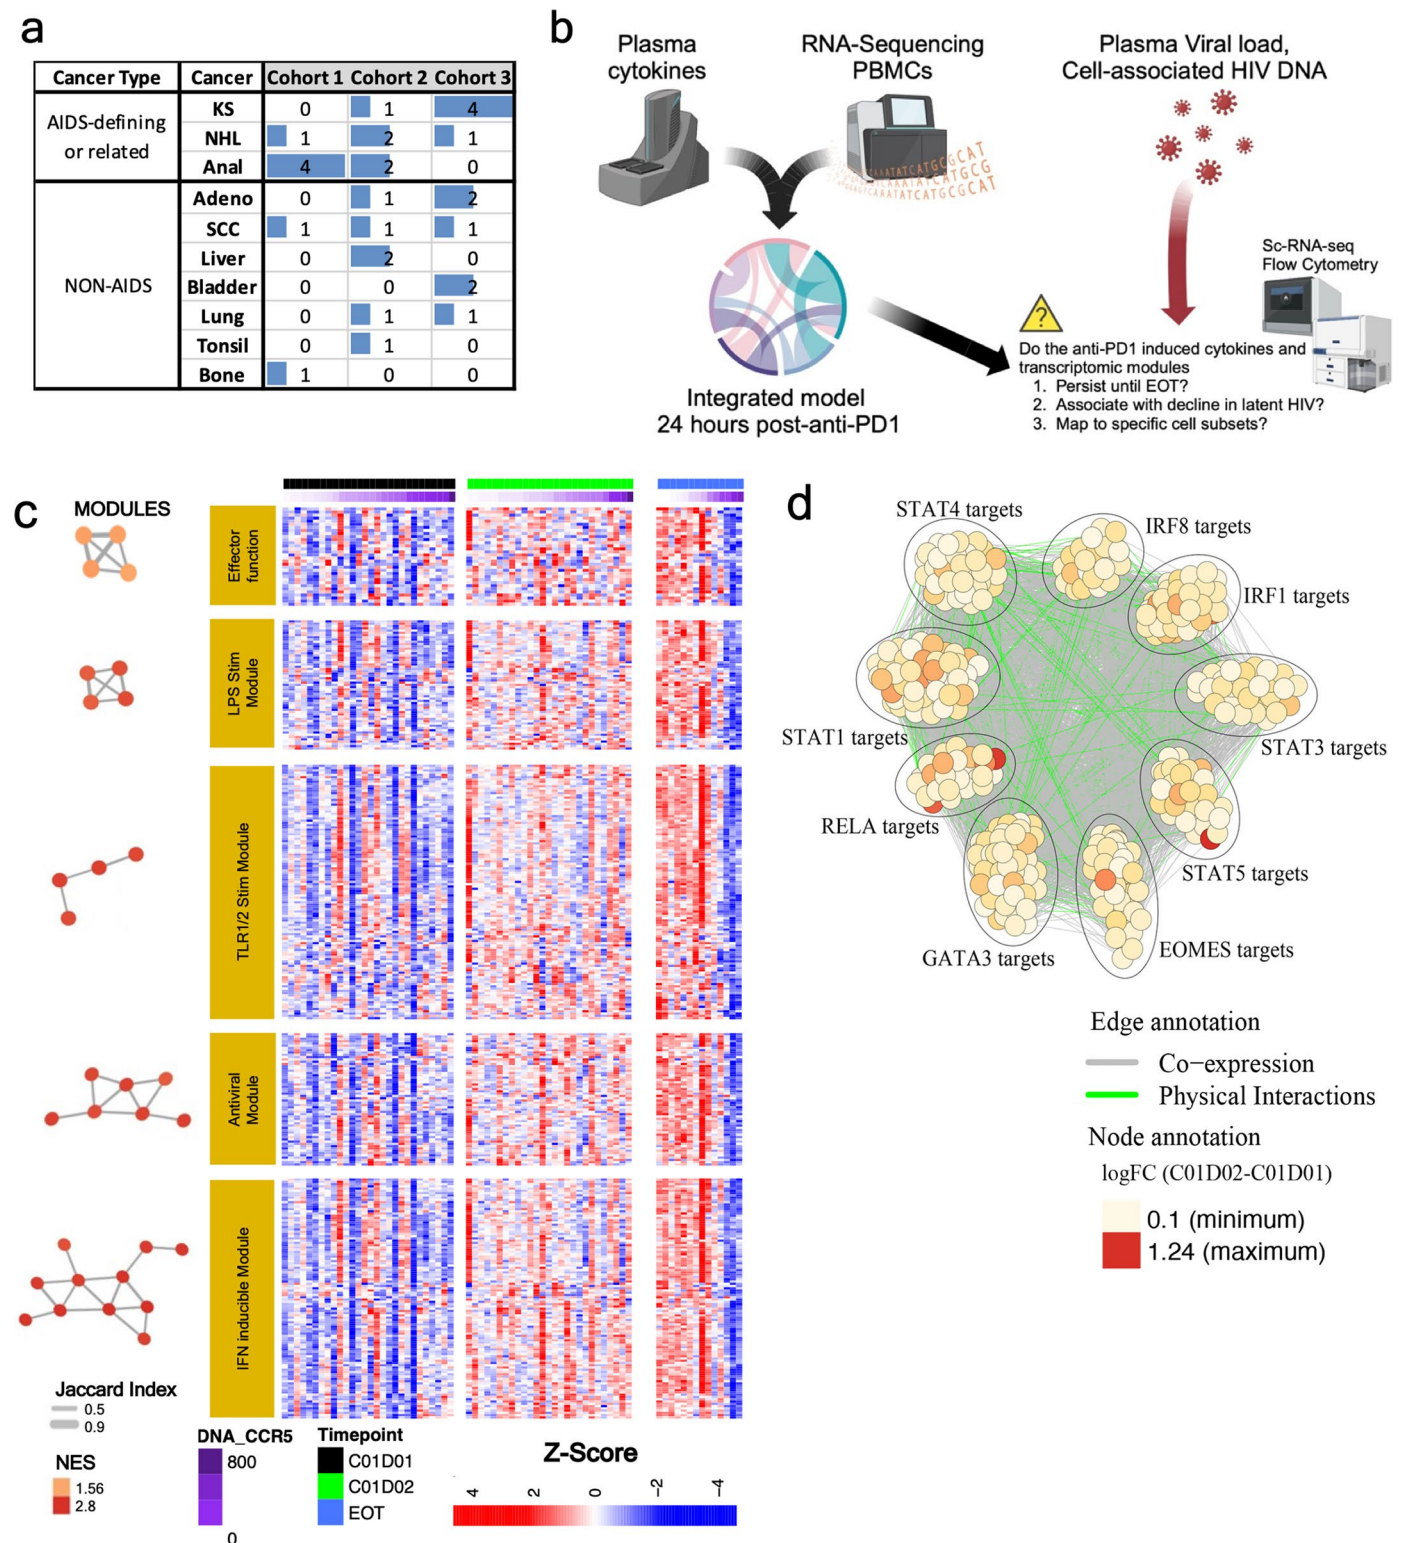 a
Cancer Type Cancer Cohort 1 Cohort 2 Cohort 3
AIDS-defining
or related
KS 0 1 4
NHL 1 2 1
Anal 4 2 0
NON-AIDS
Adeno 0 1 2
SCC 1 1 1
Liver 0 2 0
Bladder 0 0 2
Lung 0 1 1
Tonsil 0 1 0
Bone 1 0 0
b
Plasma
cytokines
RNA-Sequencing
PBMCs
Plasma Viral load,
Cell-associated HIV DNA
Integrated model
24 hours post-anti-PD1
Sc-RNA-seq
Flow Cytometry
?
Do the anti-PD1 induced cytokines and
transcriptomic modules
1. Persist until EOT?
2. Associate with decline in latent HIV?
3. Map to specific cell subsets?
c
MODULES
Effector
function
LPS Stim
Module
TLR1/2 Stim Module
Antiviral
Module
IFN inducible Module
Jaccard Index
0.5
0.9
NES
1.56
2.8
DNA_CCR5
800
0
Timepoint
C01D01
C01D02
EOT
Z-Score
4 2 0 −2 −4
d
STAT4 targets
IRF8 targets
IRF1 targets
STAT3 targets
STAT1 targets
RELA targets
STAT5 targets
GATA3 targets
EOMES targets
Edge annotation
Co−expression
Physical Interactions
Node annotation
logFC (C01D02-C01D01)
0.1 (minimum)
1.24 (maximum)